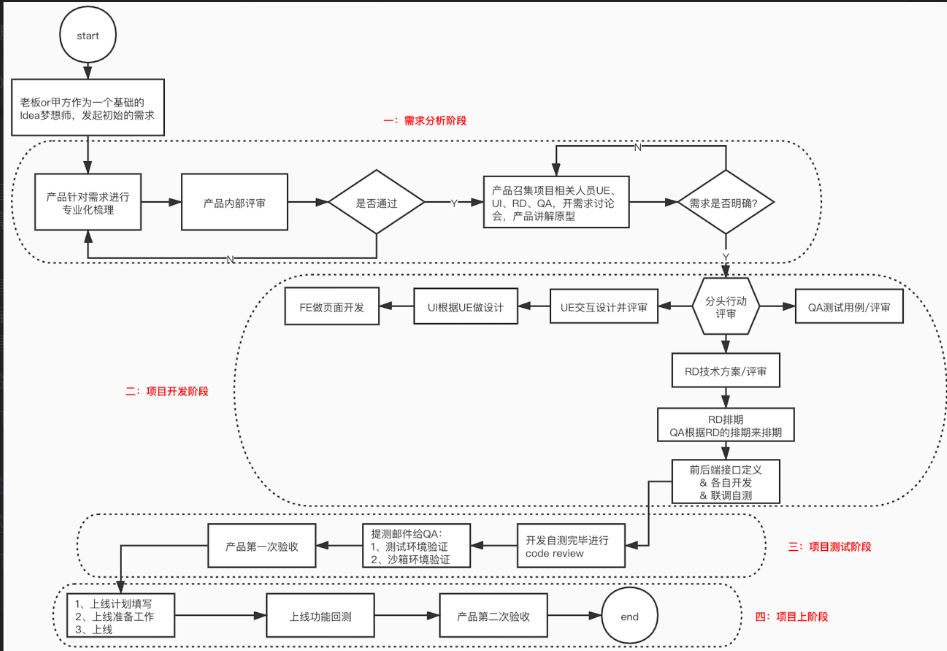 start
老板or甲方作为一个基础的
Idea梦想师，发起初始的需求
一：需求分析阶段
N
产品针对需求进行
专业化梳理
产品内部评审
是否通过
Y
产品召集项目相关人员UE、
UI、RD、QA，开需求讨论
会，产品讲解原型
需求是否明确？
N
Y
FE做页面开发
UI根据UE做设计
UE交互设计并评审
分头行动
评审
QA测试用例/评审
RD技术方案/评审
二：项目开发阶段
RD排期
QA根据RD的排期来排期
前后端接口定义
& 各自开发
& 联调自测
产品第一次验收
提测邮件给QA：
1、测试环境验证
2、沙箱环境验证
开发自测完毕进行
code review
三：项目测试阶段
1、上线计划填写
2、上线准备工作
3、上线
上线功能回测
产品第二次验收
end
四：项目上阶段